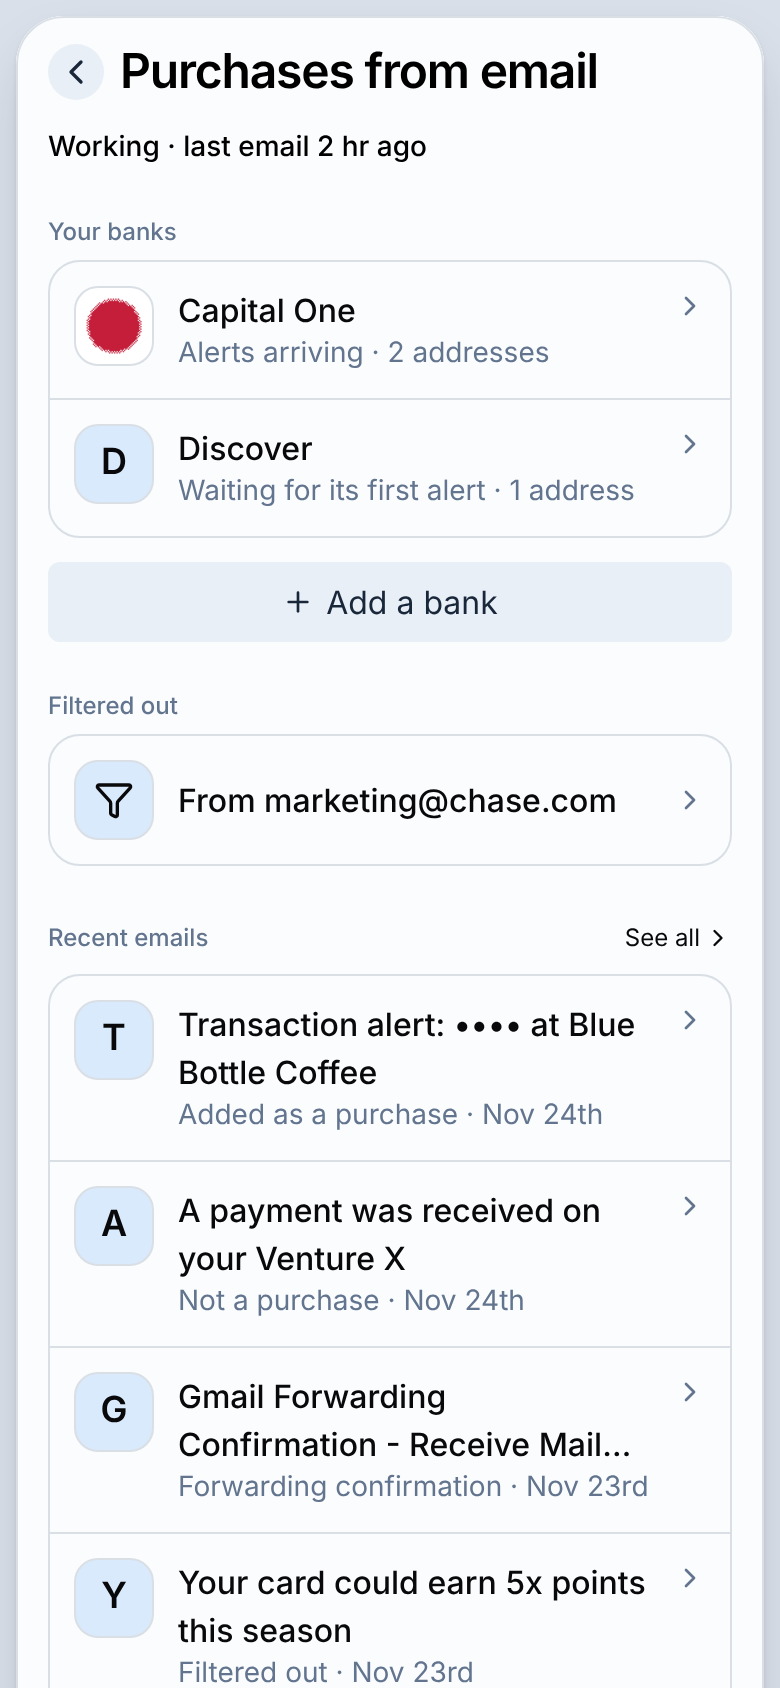 Purchases from email
Working · last email 2 hr ago
Your banks
Capital One
Alerts arriving · 2 addresses
D
Discover
Waiting for its first alert · 1 address
+ Add a bank
Filtered out
From marketing@chase.com
Recent emails
See all
T
Transaction alert: •••• at Blue
Bottle Coffee
Added as a purchase · Nov 24th
A
A payment was received on
your Venture X
Not a purchase · Nov 24th
G
Gmail Forwarding
Confirmation - Receive Mail...
Forwarding confirmation · Nov 23rd
Y
Your card could earn 5x points
this season
Filtered out · Nov 23rd